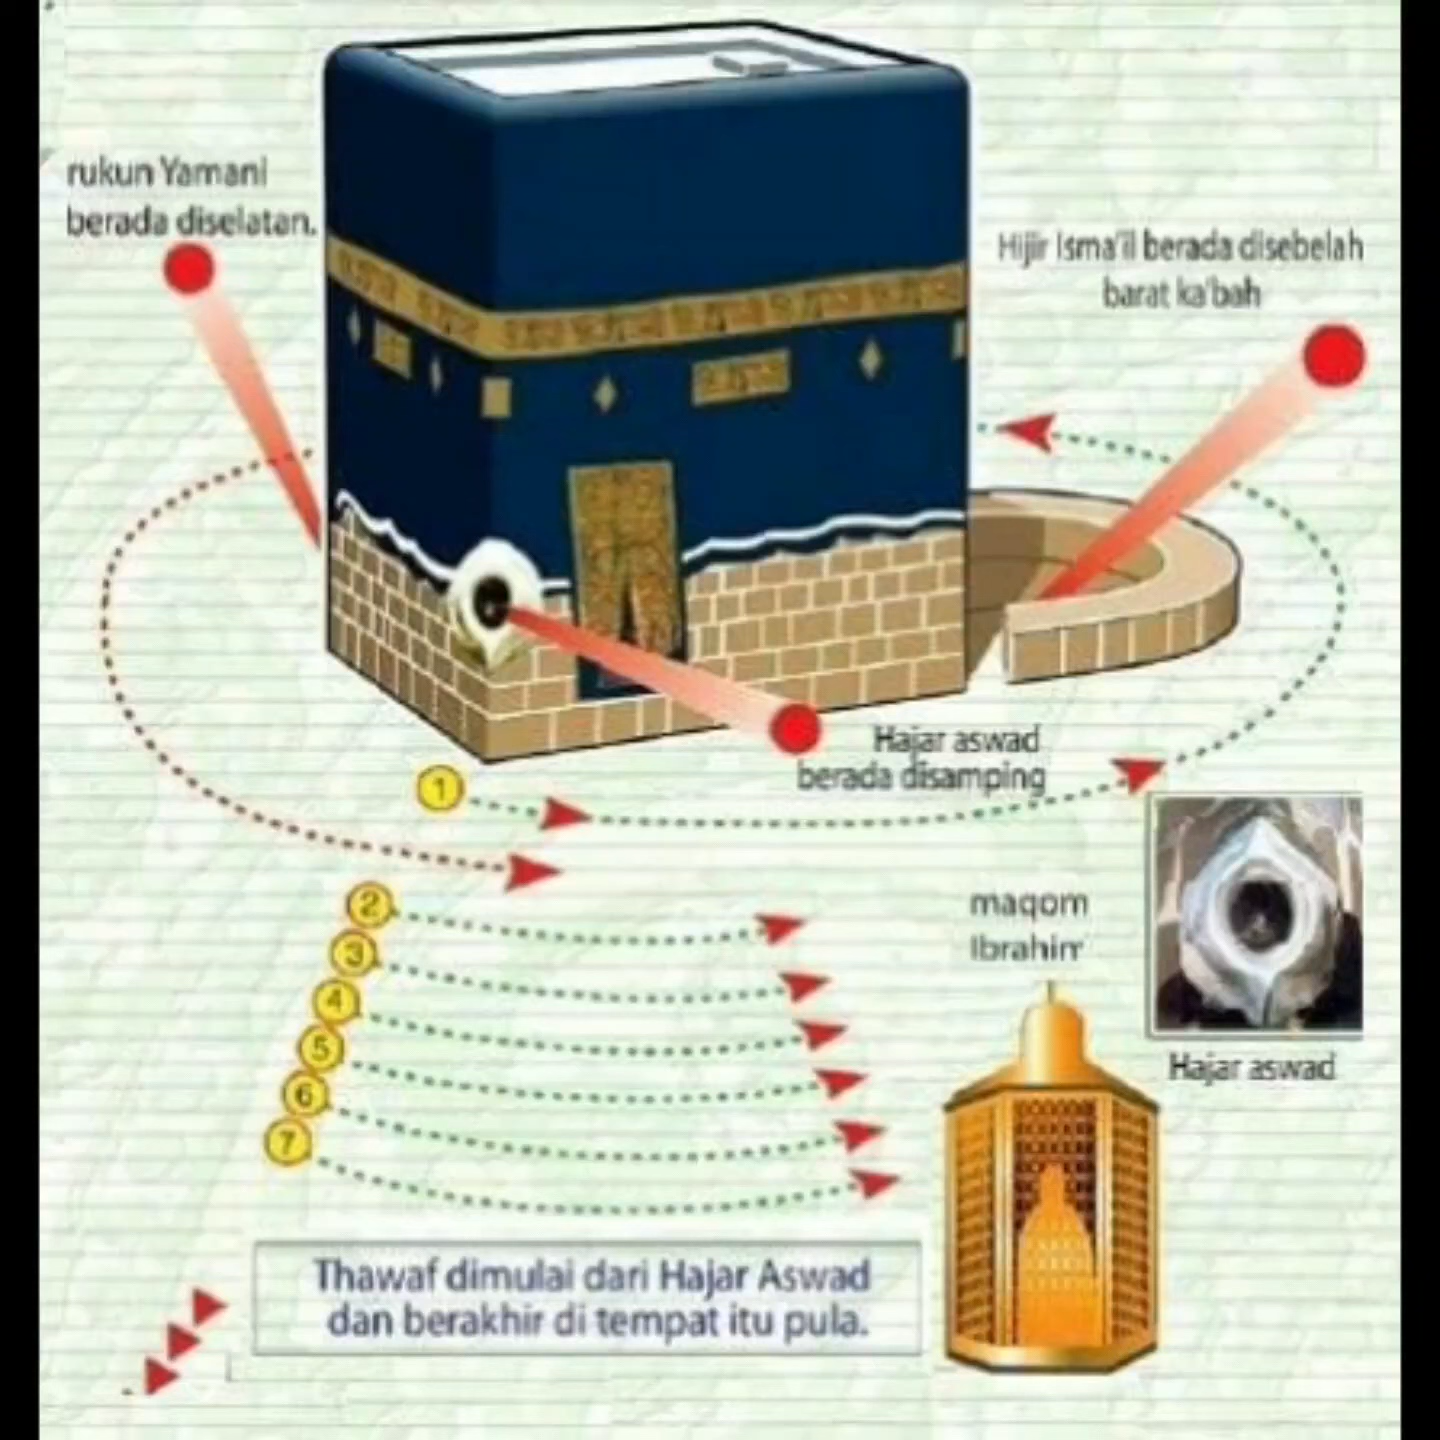 rukun Yamani
berada diselatan.
Hijir Isma'il berada disebelah
barat ka'bah
Hajar aswad
berada disamping
1
2
3
4
5
6
7
maqom
Ibrahim
Hajar aswad
Thawaf dimulai dari Hajar Aswad
dan berakhir di tempat itu pula.